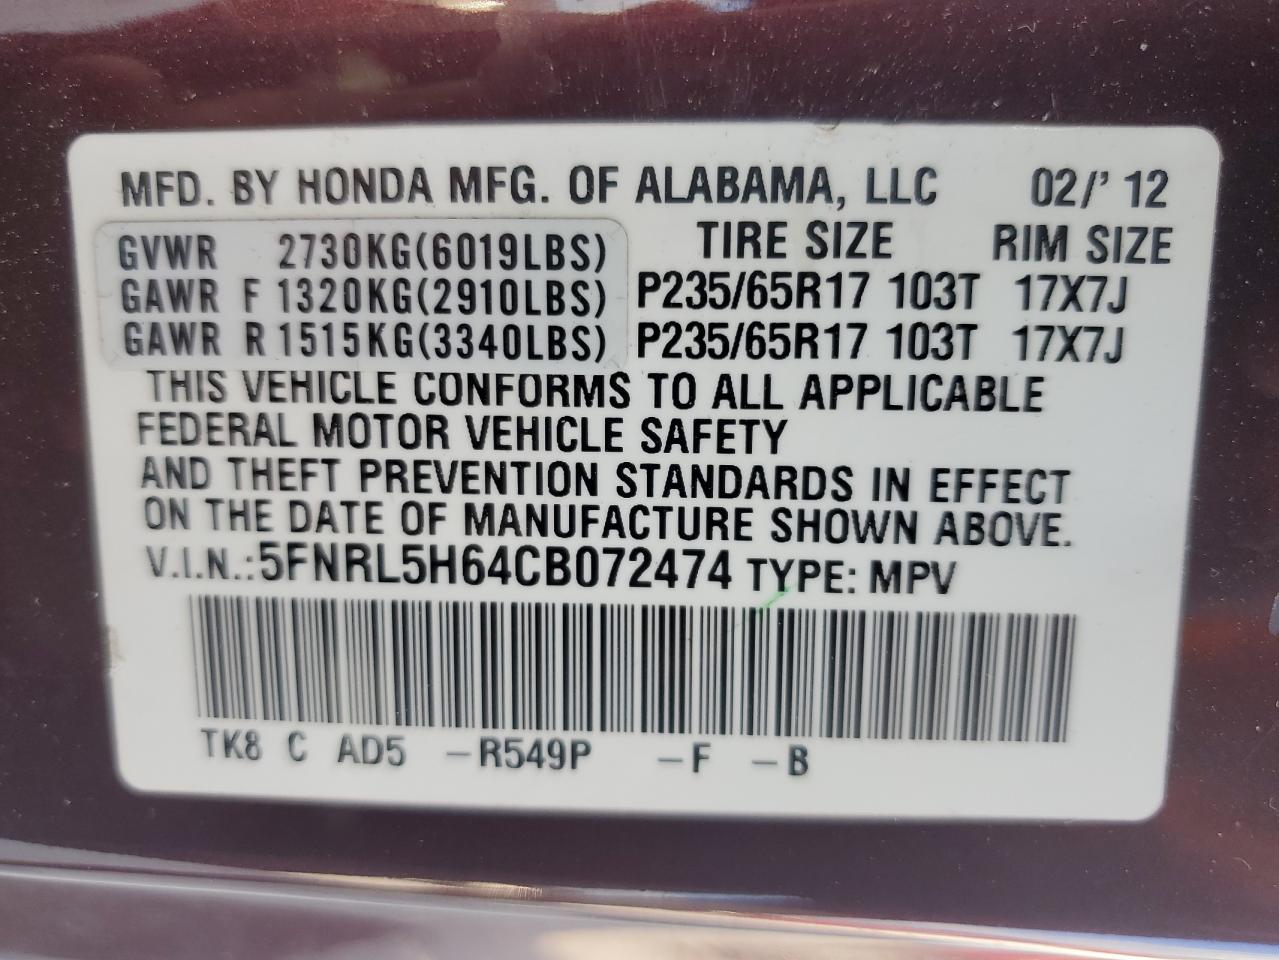 MFD. BY HONDA MFG. OF ALABAMA, LLC 02/' 12
GVWR 2730KG(6019LBS) TIRE SIZE RIM SIZE
GAWR F 1320KG(2910LBS) P235/65R17 103T 17X7J
GAWR R 1515KG(3340LBS) P235/65R17 103T 17X7J
THIS VEHICLE CONFORMS TO ALL APPLICABLE
FEDERAL MOTOR VEHICLE SAFETY
AND THEFT PREVENTION STANDARDS IN EFFECT
ON THE DATE OF MANUFACTURE SHOWN ABOVE.
V.I.N.:5FNRL5H64CB072474 TYPE: MPV
TK8 C AD5 –R549P –F –B